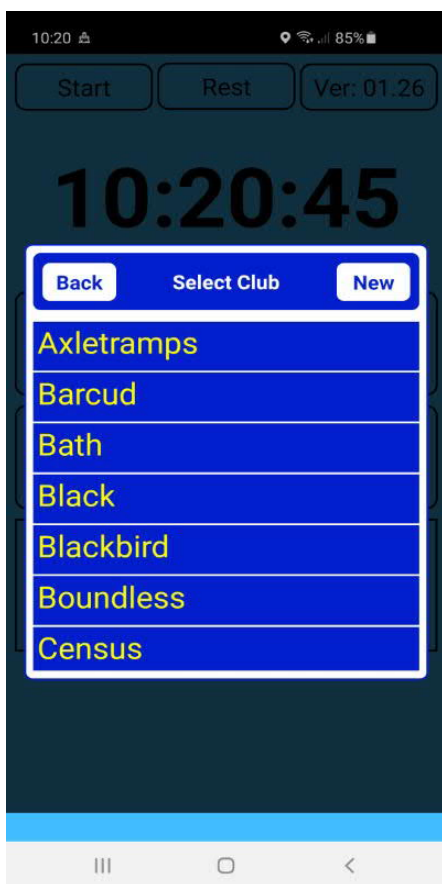 10:20 85%
Start Rest Ver: 01.26
10:20:45
Back Select Club New
Axletramps
Barcud
Bath
Black
Blackbird
Boundless
Census